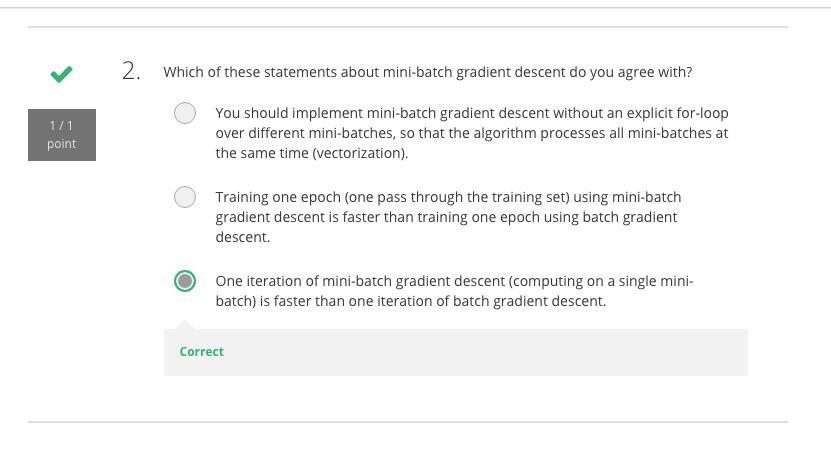 2. Which of these statements about mini-batch gradient descent do you agree with?
1 / 1
point
You should implement mini-batch gradient descent without an explicit for-loop
over different mini-batches, so that the algorithm processes all mini-batches at
the same time (vectorization).
Training one epoch (one pass through the training set) using mini-batch
gradient descent is faster than training one epoch using batch gradient
descent.
One iteration of mini-batch gradient descent (computing on a single mini-
batch) is faster than one iteration of batch gradient descent.
Correct